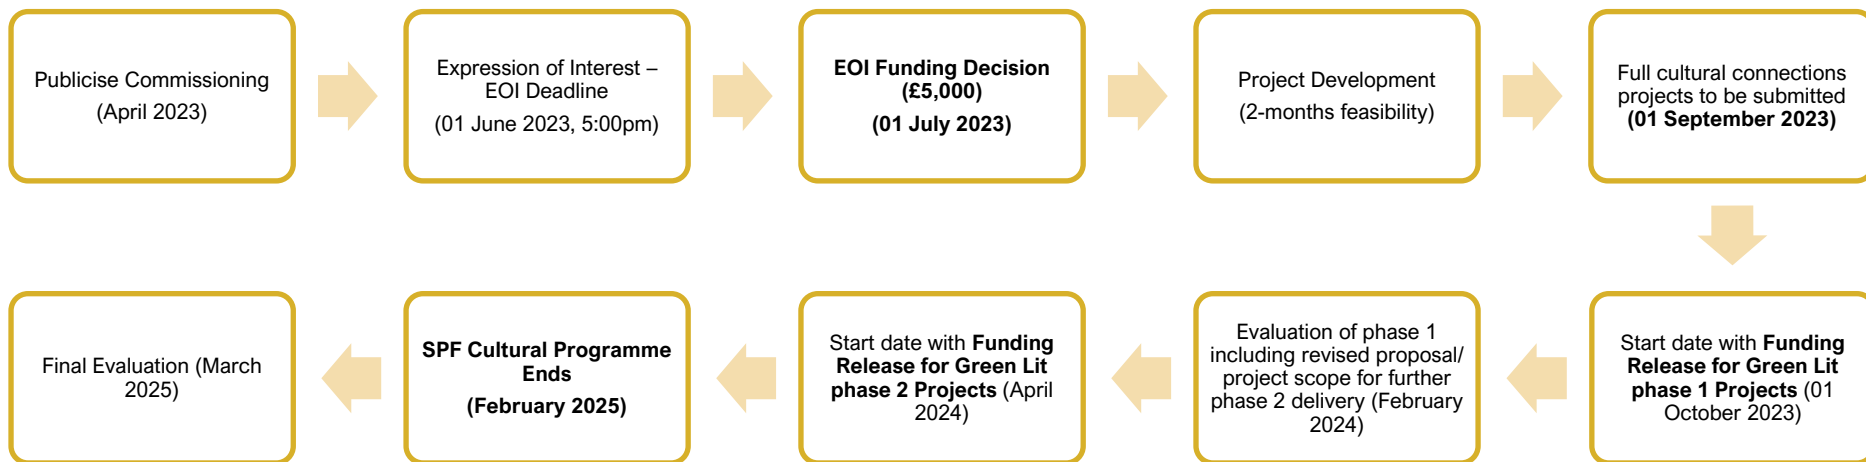 Publicise Commissioning
(April 2023)
Expression of Interest –
EOI Deadline
(01 June 2023, 5:00pm)
EOI Funding Decision
(£5,000)
(01 July 2023)
Project Development
(2-months feasibility)
Full cultural connections
projects to be submitted
(01 September 2023)
Start date with Funding
Release for Green Lit
phase 1 Projects (01
October 2023)
Evaluation of phase 1
including revised proposal/
project scope for further
phase 2 delivery (February
2024)
Start date with Funding
Release for Green Lit
phase 2 Projects (April
2024)
SPF Cultural Programme
Ends
(February 2025)
Final Evaluation (March
2025)